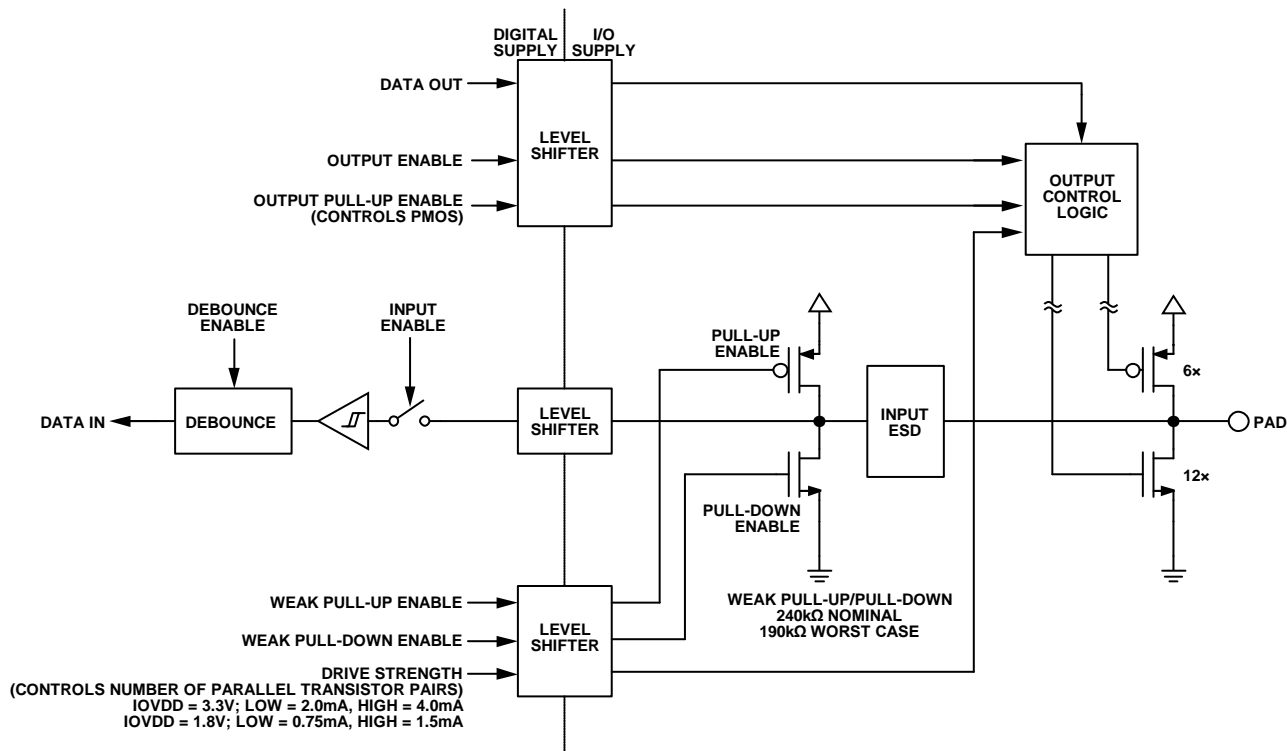 DIGITAL
SUPPLY
I/O
SUPPLY
DATA OUT
LEVEL
SHIFTER
OUTPUT ENABLE
OUTPUT PULL-UP ENABLE
(CONTROLS PMOS)
OUTPUT
CONTROL
LOGIC
DEBOUNCE
ENABLE
INPUT
ENABLE
PULL-UP
ENABLE
6×
DATA IN
DEBOUNCE
LEVEL
SHIFTER
INPUT
ESD
PAD
12×
PULL-DOWN
ENABLE
WEAK PULL-UP ENABLE
LEVEL
SHIFTER
WEAK PULL-UP/PULL-DOWN
240kΩ NOMINAL
190kΩ WORST CASE
WEAK PULL-DOWN ENABLE
DRIVE STRENGTH
(CONTROLS NUMBER OF PARALLEL TRANSISTOR PAIRS)
IOVDD = 3.3V; LOW = 2.0mA, HIGH = 4.0mA
IOVDD = 1.8V; LOW = 0.75mA, HIGH = 1.5mA